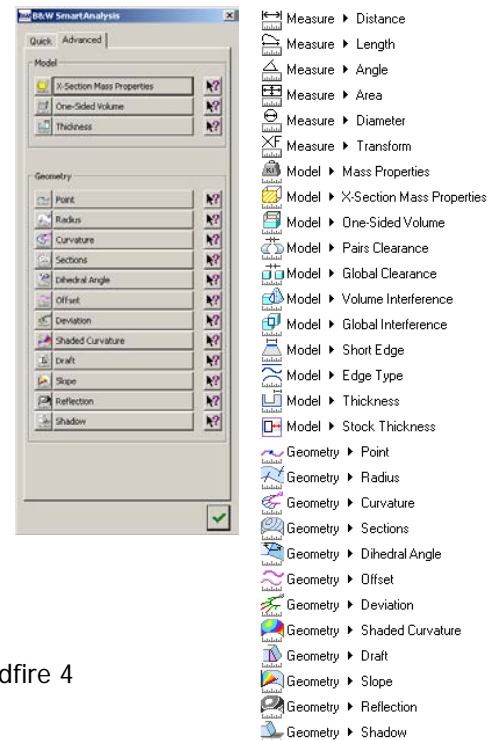 B&W SmartAnalysis
Quick Advanced
Model
X-Section Mass Properties
One-Sided Volume
Thickness
Geometry
Point
Radius
Curvature
Sections
Dihedral Angle
Offset
Deviation
Shaded Curvature
Draft
Slope
Reflection
Shadow
dfire 4
Measure ▸ Distance
Measure ▸ Length
Measure ▸ Angle
Measure ▸ Area
Measure ▸ Diameter
XF Measure ▸ Transform
Model ▸ Mass Properties
Model ▸ X-Section Mass Properties
Model ▸ One-Sided Volume
Model ▸ Pairs Clearance
Model ▸ Global Clearance
Model ▸ Volume Interference
Model ▸ Global Interference
Model ▸ Short Edge
Model ▸ Edge Type
Model ▸ Thickness
Model ▸ Stock Thickness
Geometry ▸ Point
Geometry ▸ Radius
Geometry ▸ Curvature
Geometry ▸ Sections
Geometry ▸ Dihedral Angle
Geometry ▸ Offset
Geometry ▸ Deviation
Geometry ▸ Shaded Curvature
Geometry ▸ Draft
Geometry ▸ Slope
Geometry ▸ Reflection
Geometry ▸ Shadow